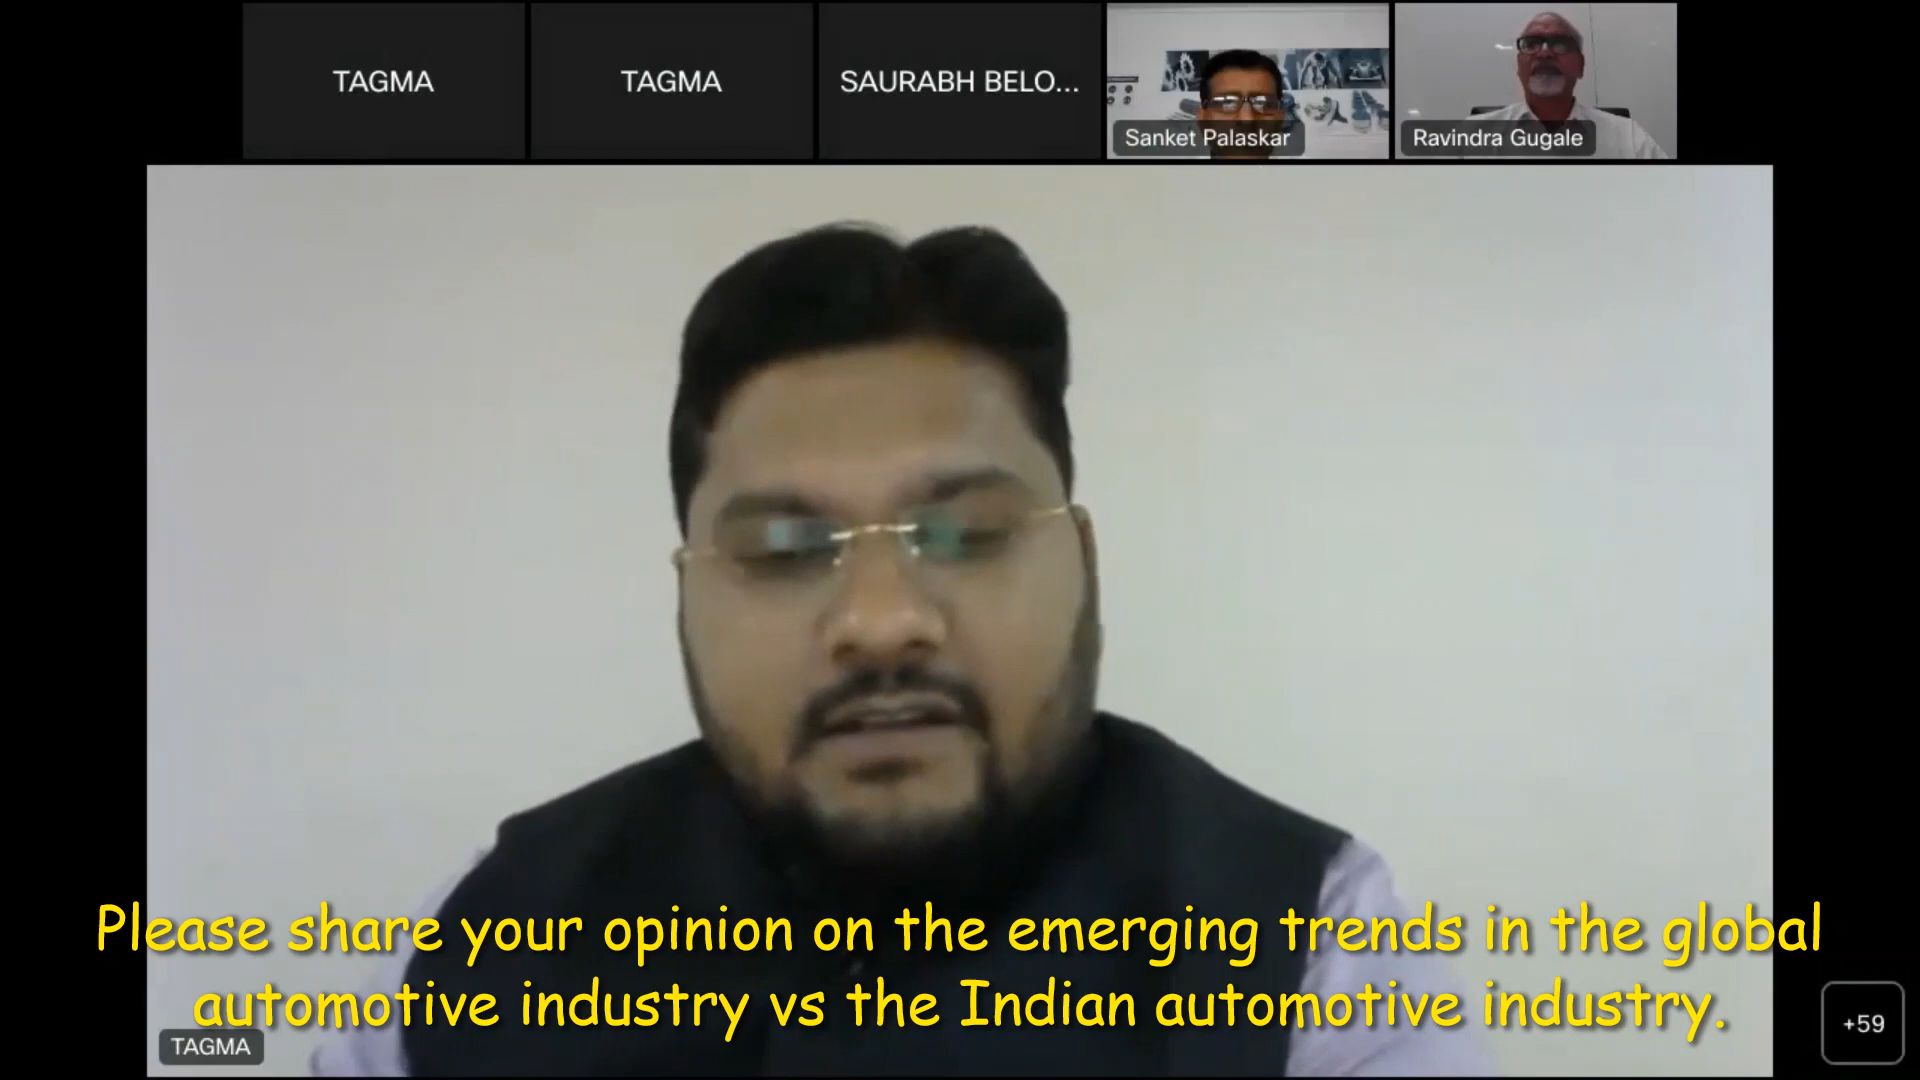 TAGMA
TAGMA
SAURABH BELO...
Sanket Palaskar
Ravindra Gugale
Please share your opinion on the emerging trends in the global
automotive industry vs the Indian automotive industry.
TAGMA
+59